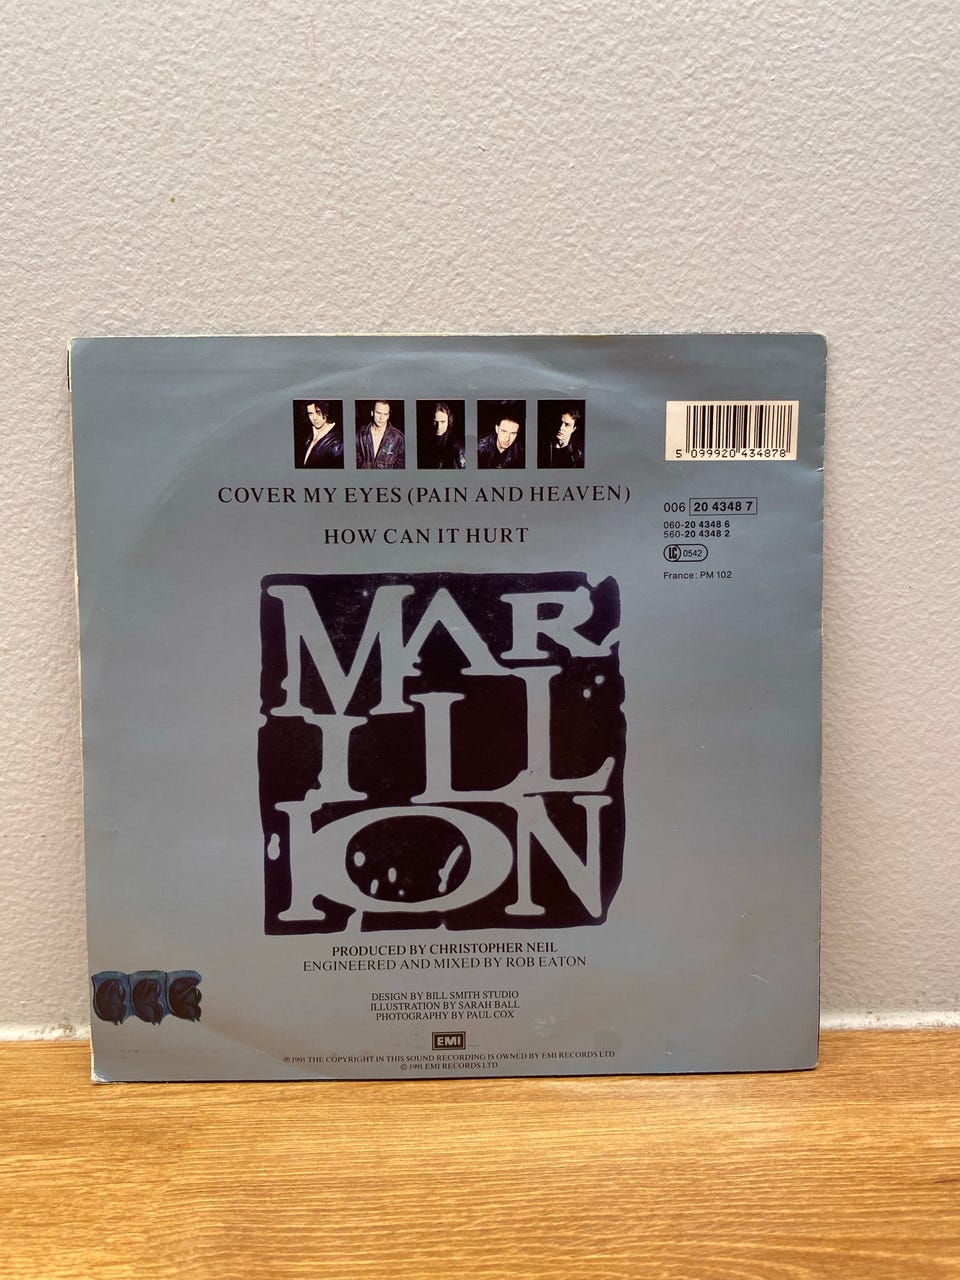 COVER MY EYES (PAIN AND HEAVEN)
HOW CAN IT HURT
5 099920 434878
006 20 4348 7
060-20 4348 6
560-20 4348 2
LC 0542
France: PM 102
MAR
ILL
ION
PRODUCED BY CHRISTOPHER NEIL
ENGINEERED AND MIXED BY ROB EATON
DESIGN BY BILL SMITH STUDIO
ILLUSTRATION BY SARAH BALL
PHOTOGRAPHY BY PAUL COX
EMI
℗ 1991 THE COPYRIGHT IN THIS SOUND RECORDING IS OWNED BY EMI RECORDS LTD
© 1991 EMI RECORDS LTD